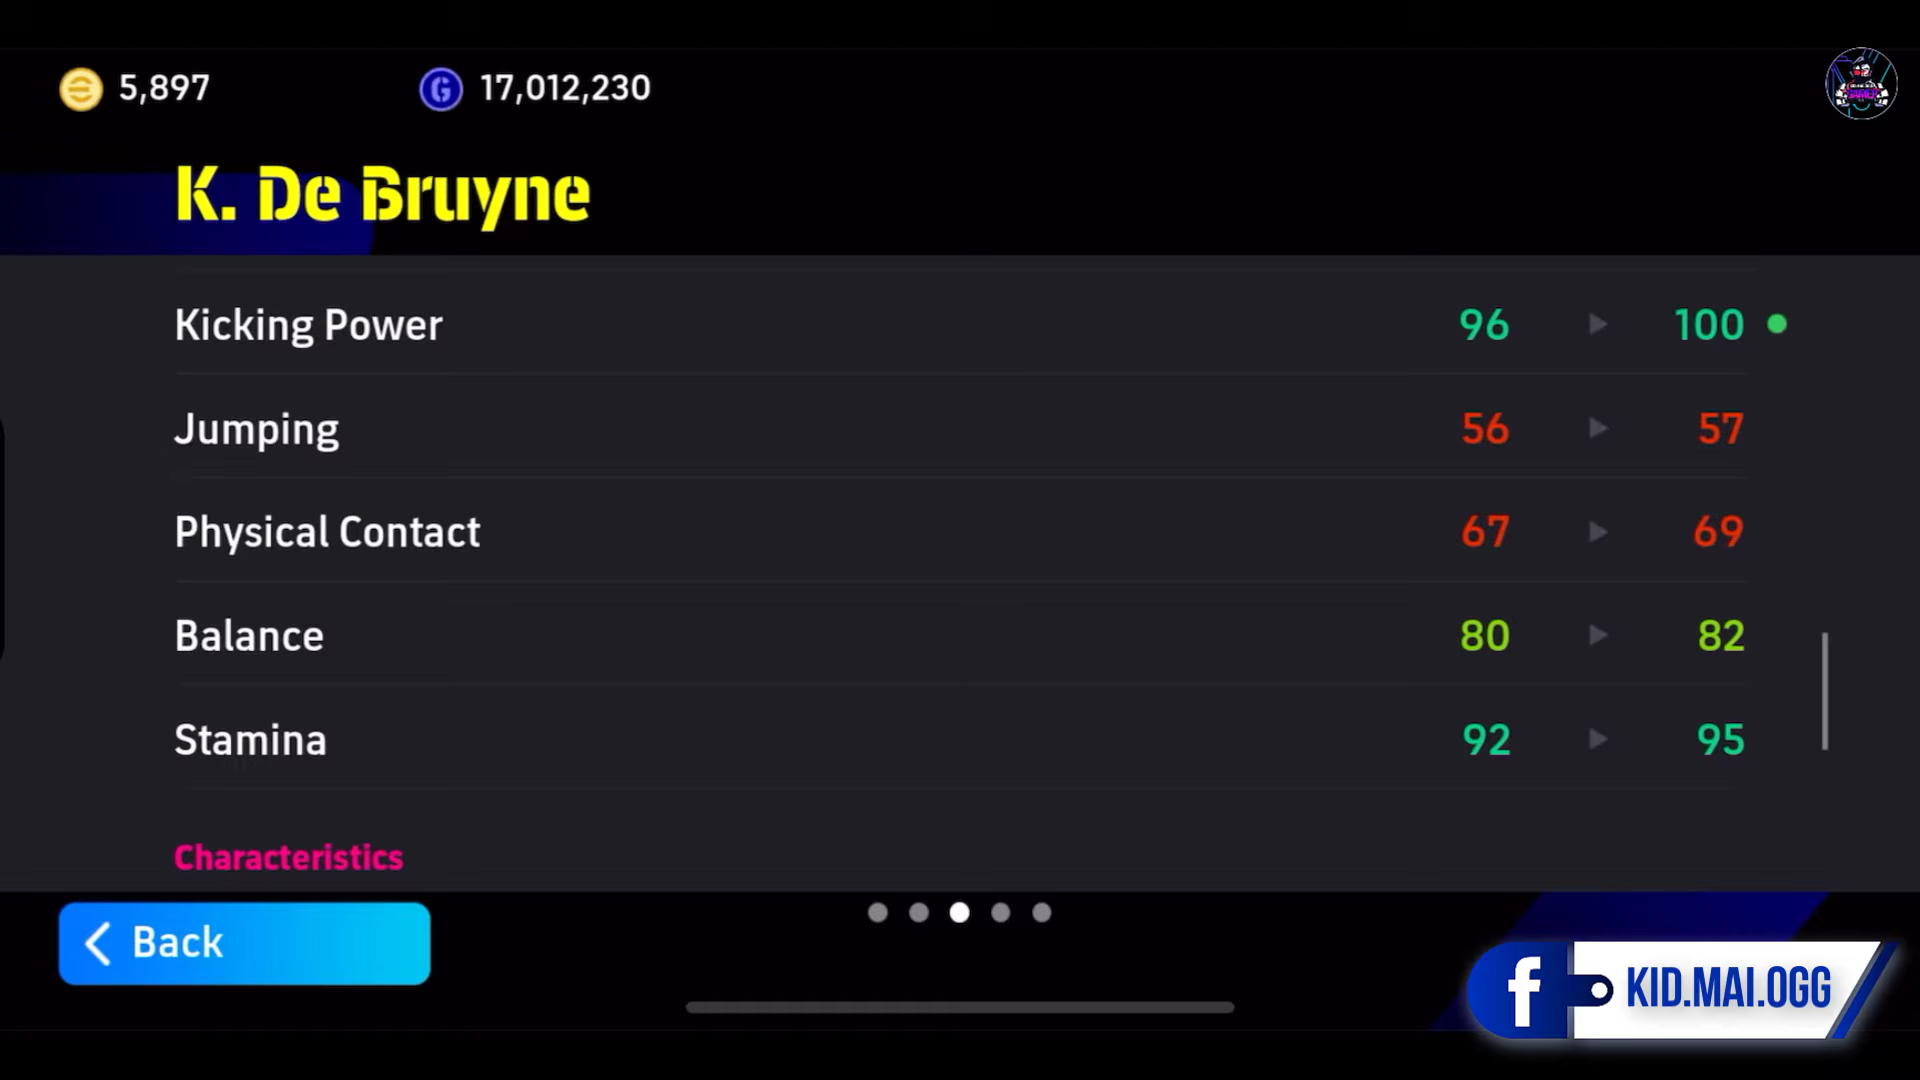 5,897
17,012,230
K. De Bruyne
Kicking Power 96 100
Jumping 56 57
Physical Contact 67 69
Balance 80 82
Stamina 92 95
Characteristics
Back
KID.MAI.OGG